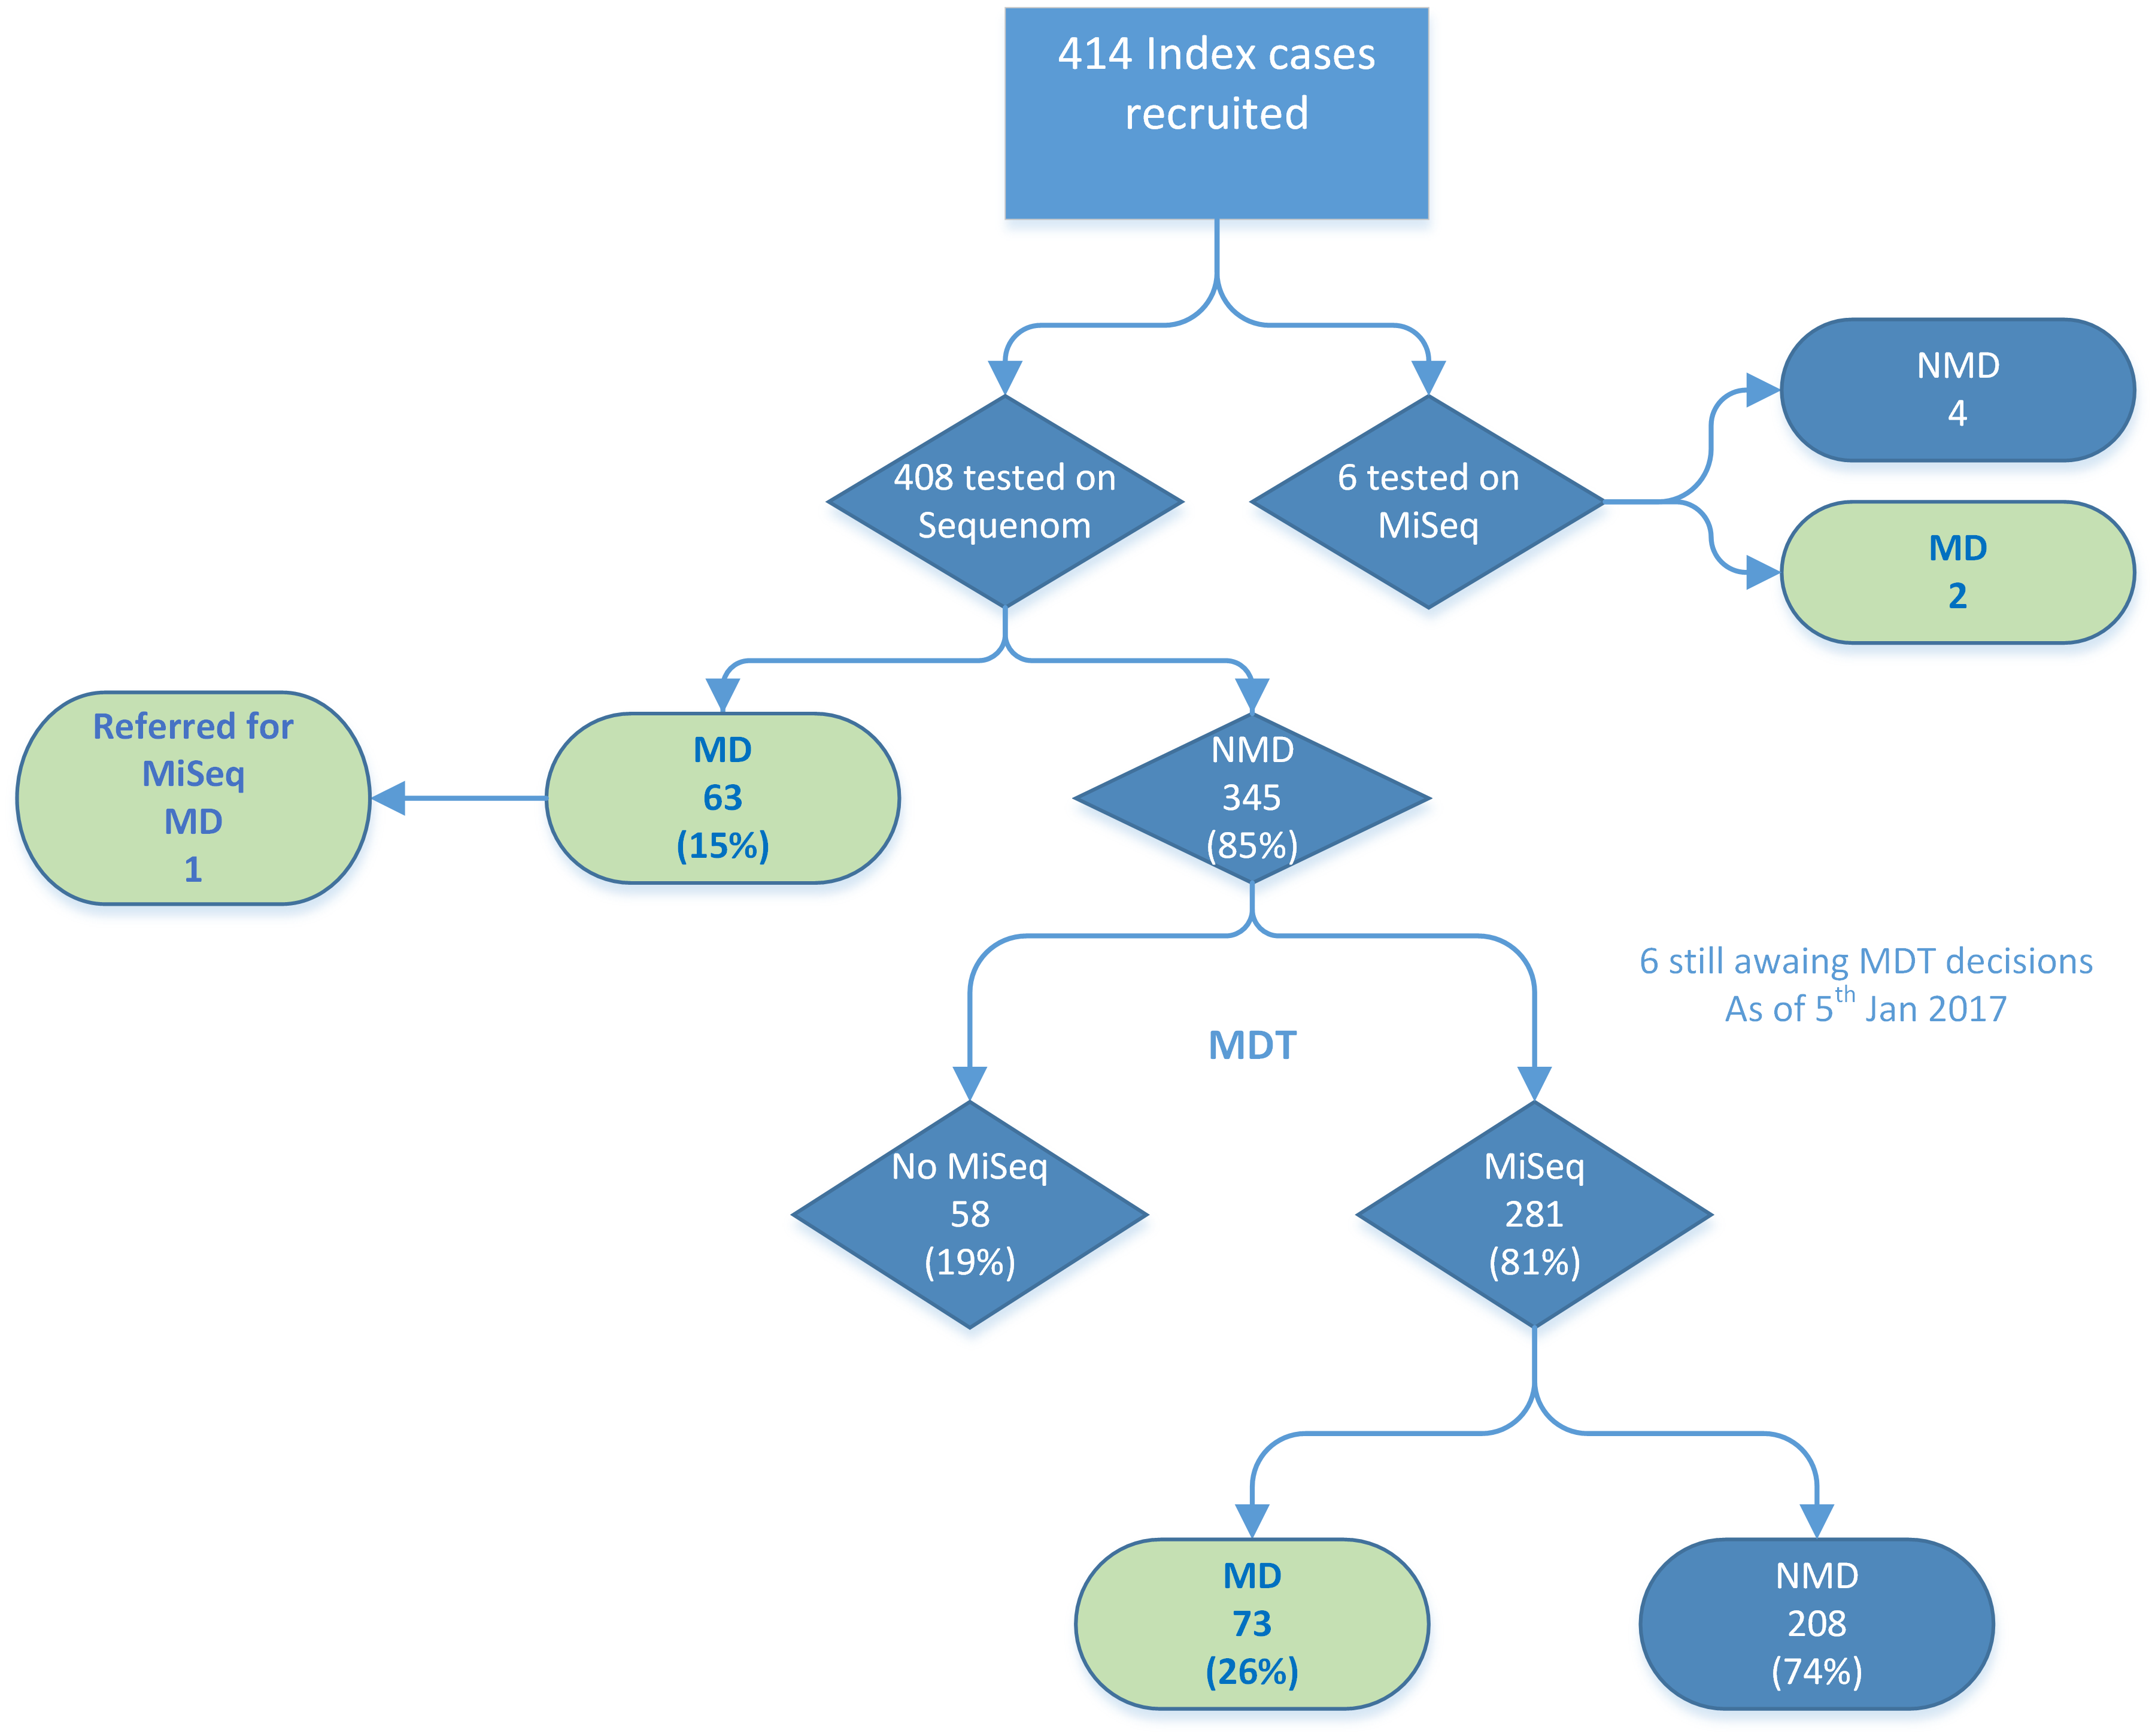 414 Index cases
recruited
408 tested on
Sequenom
6 tested on
MiSeq
NMD
4
MD
2
Referred for
MiSeq
MD
1
MD
63
(15%)
NMD
345
(85%)
6 still awaing MDT decisions
As of 5th Jan 2017
MDT
No MiSeq
58
(19%)
MiSeq
281
(81%)
MD
73
(26%)
NMD
208
(74%)